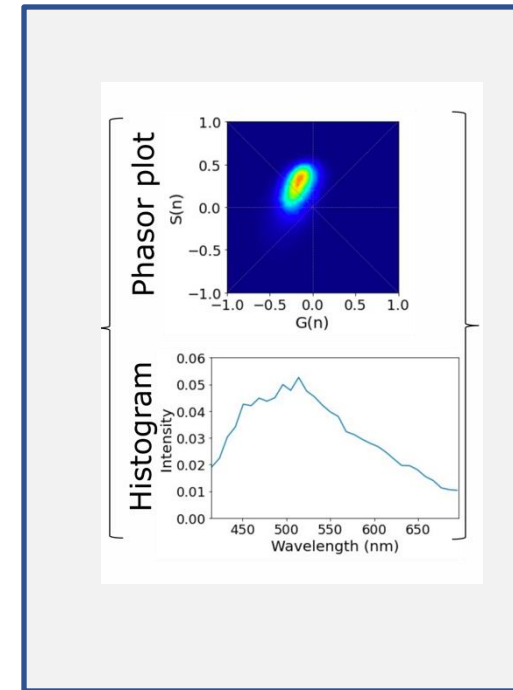 Phasor plot
S(n)
1.0
0.5
0.0
−0.5
−1.0
−1.0 −0.5 0.0 0.5 1.0
G(n)
Histogram
Intensity
0.06
0.05
0.04
0.03
0.02
0.01
0.00
450 500 550 600 650
Wavelength (nm)